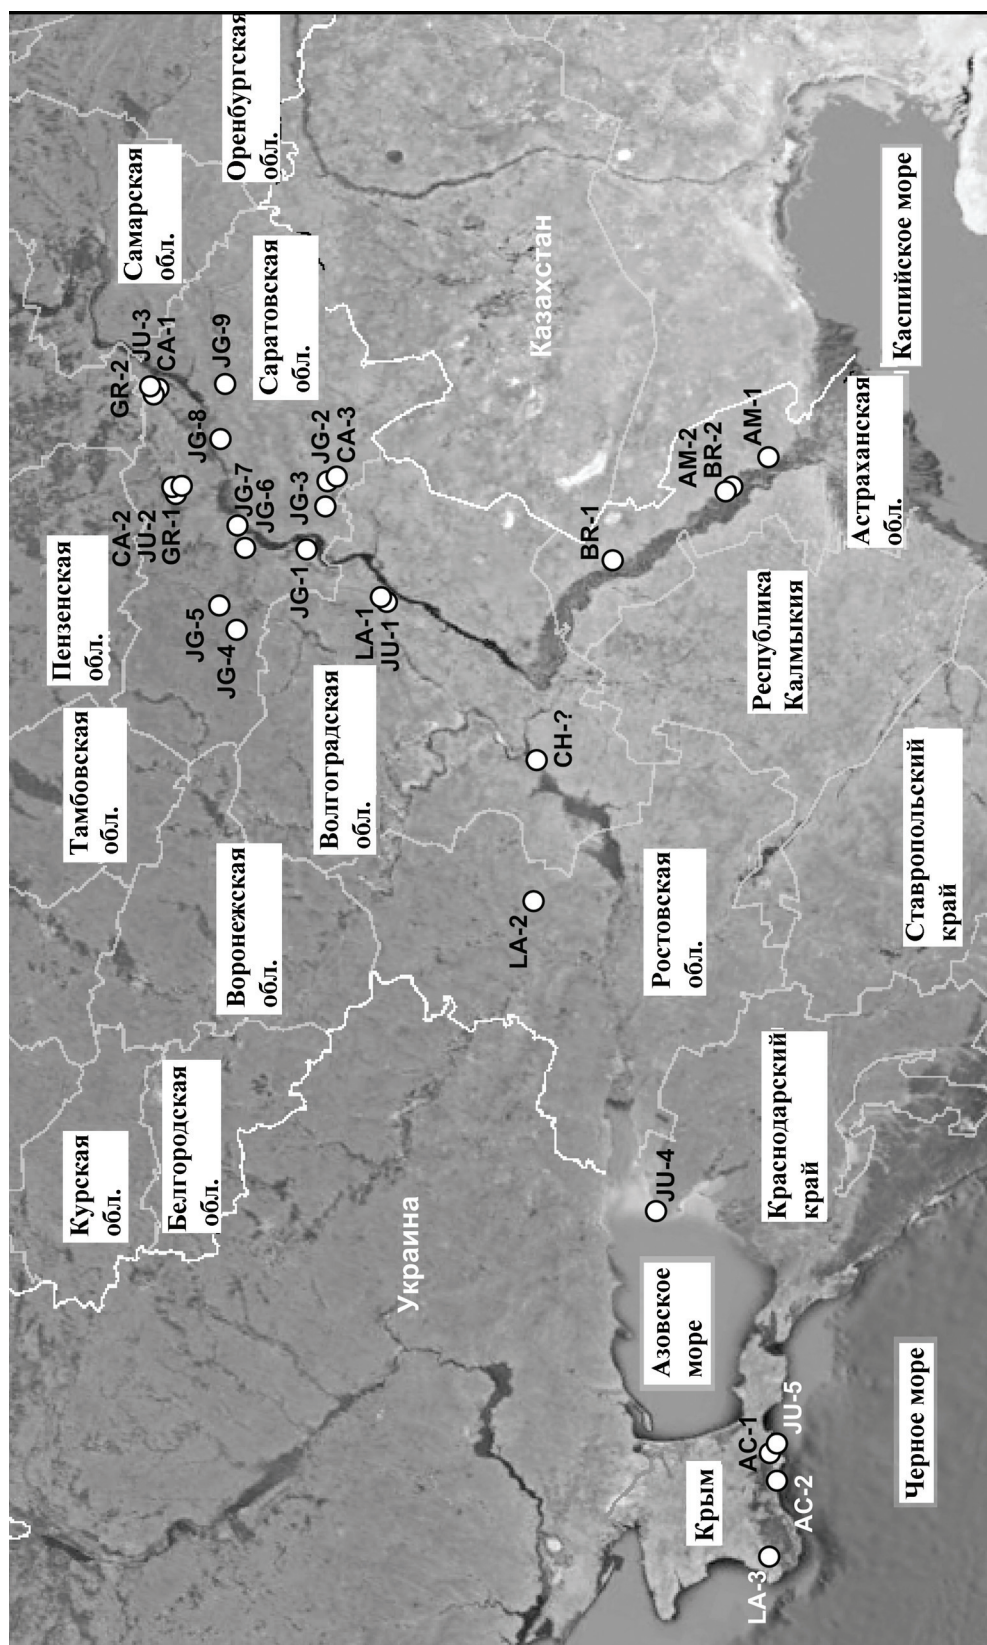 Курская
обл.
Тамбовская
обл.
Пензенская
обл.
Самарская
обл.
Оренбургская
обл.
Белгородская
обл.
Воронежская
обл.
Саратовская
обл.
Волгоградская
обл.
GR-2
JU-3
CA-1
CA-2
JU-2
GR-1
JG-9
JG-8
JG-7
JG-6
JG-5
JG-4
JG-3
JG-2
CA-3
JG-1
LA-1
JU-1
Украина
Казахстан
LA-2
CH-?
BR-1
JU-4
Азовское
море
Ростовская
обл.
AM-2
BR-2
AM-1
Крым
Краснодарский
край
Республика
Калмыкия
Астраханская
обл.
LA-3
AC-2
AC-1
JU-5
Черное море
Ставропольский
край
Каспийское море